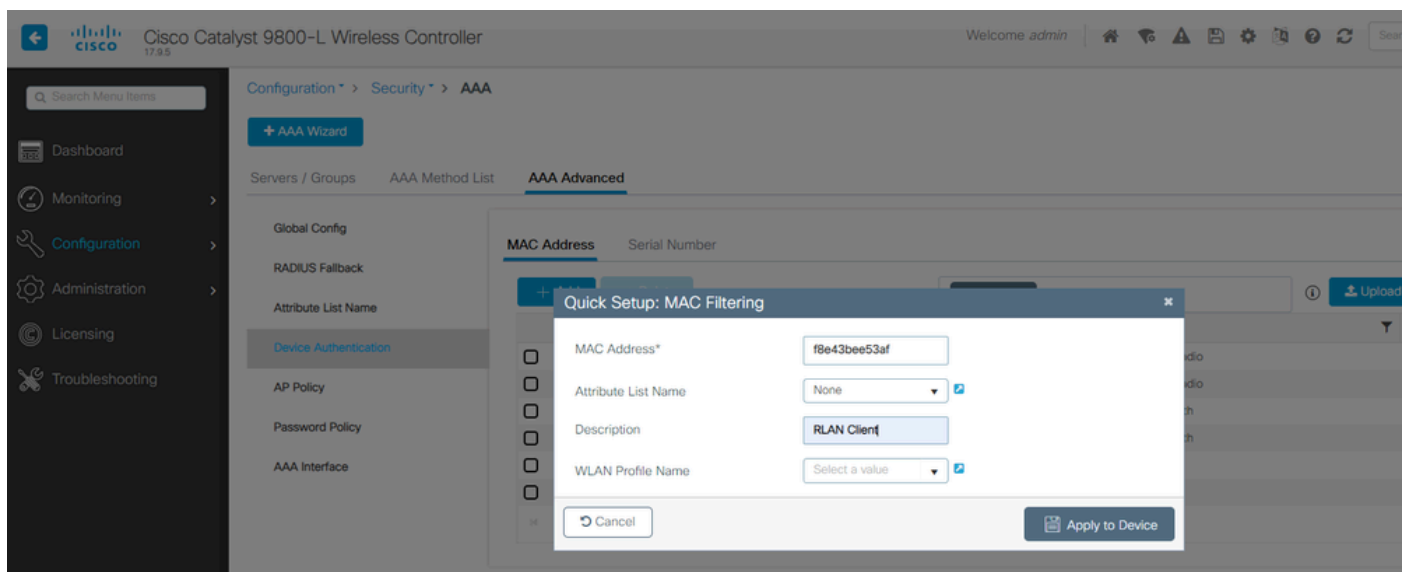 CISCO
Cisco Catalyst 9800-L Wireless Controller
17.9.5
Welcome admin
Search Menu Items
Dashboard
Monitoring
Configuration
Administration
Licensing
Troubleshooting
Configuration > Security > AAA
+ AAA Wizard
Servers / Groups AAA Method List AAA Advanced
Global Config
RADIUS Fallback
Attribute List Name
Device Authentication
AP Policy
Password Policy
AAA Interface
MAC Address Serial Number
Upload
Quick Setup: MAC Filtering
MAC Address* f8e43bee53af
Attribute List Name None
Description RLAN Client
WLAN Profile Name Select a value
Cancel
Apply to Device